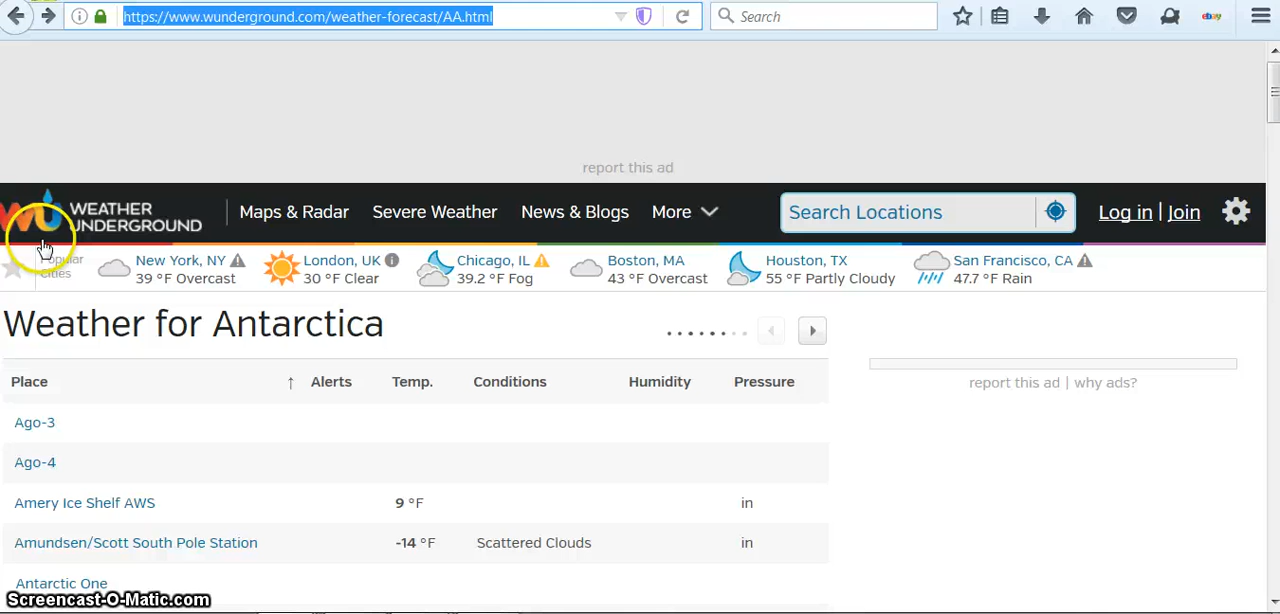 https://www.wunderground.com/weather-forecast/AA.html
Search
ebay
report this ad
WU WEATHER UNDERGROUND
Maps & Radar
Severe Weather
News & Blogs
More
Search Locations
Log in | Join
Popular Cities
New York, NY
39 °F Overcast
London, UK
30 °F Clear
Chicago, IL
39.2 °F Fog
Boston, MA
43 °F Overcast
Houston, TX
55 °F Partly Cloudy
San Francisco, CA
47.7 °F Rain
Weather for Antarctica
Place ↑ Alerts Temp. Conditions Humidity Pressure
report this ad | why ads?
Ago-3
Ago-4
Amery Ice Shelf AWS 9 °F in
Amundsen/Scott South Pole Station -14 °F Scattered Clouds in
Antarctic One
Screencast-O-Matic.com